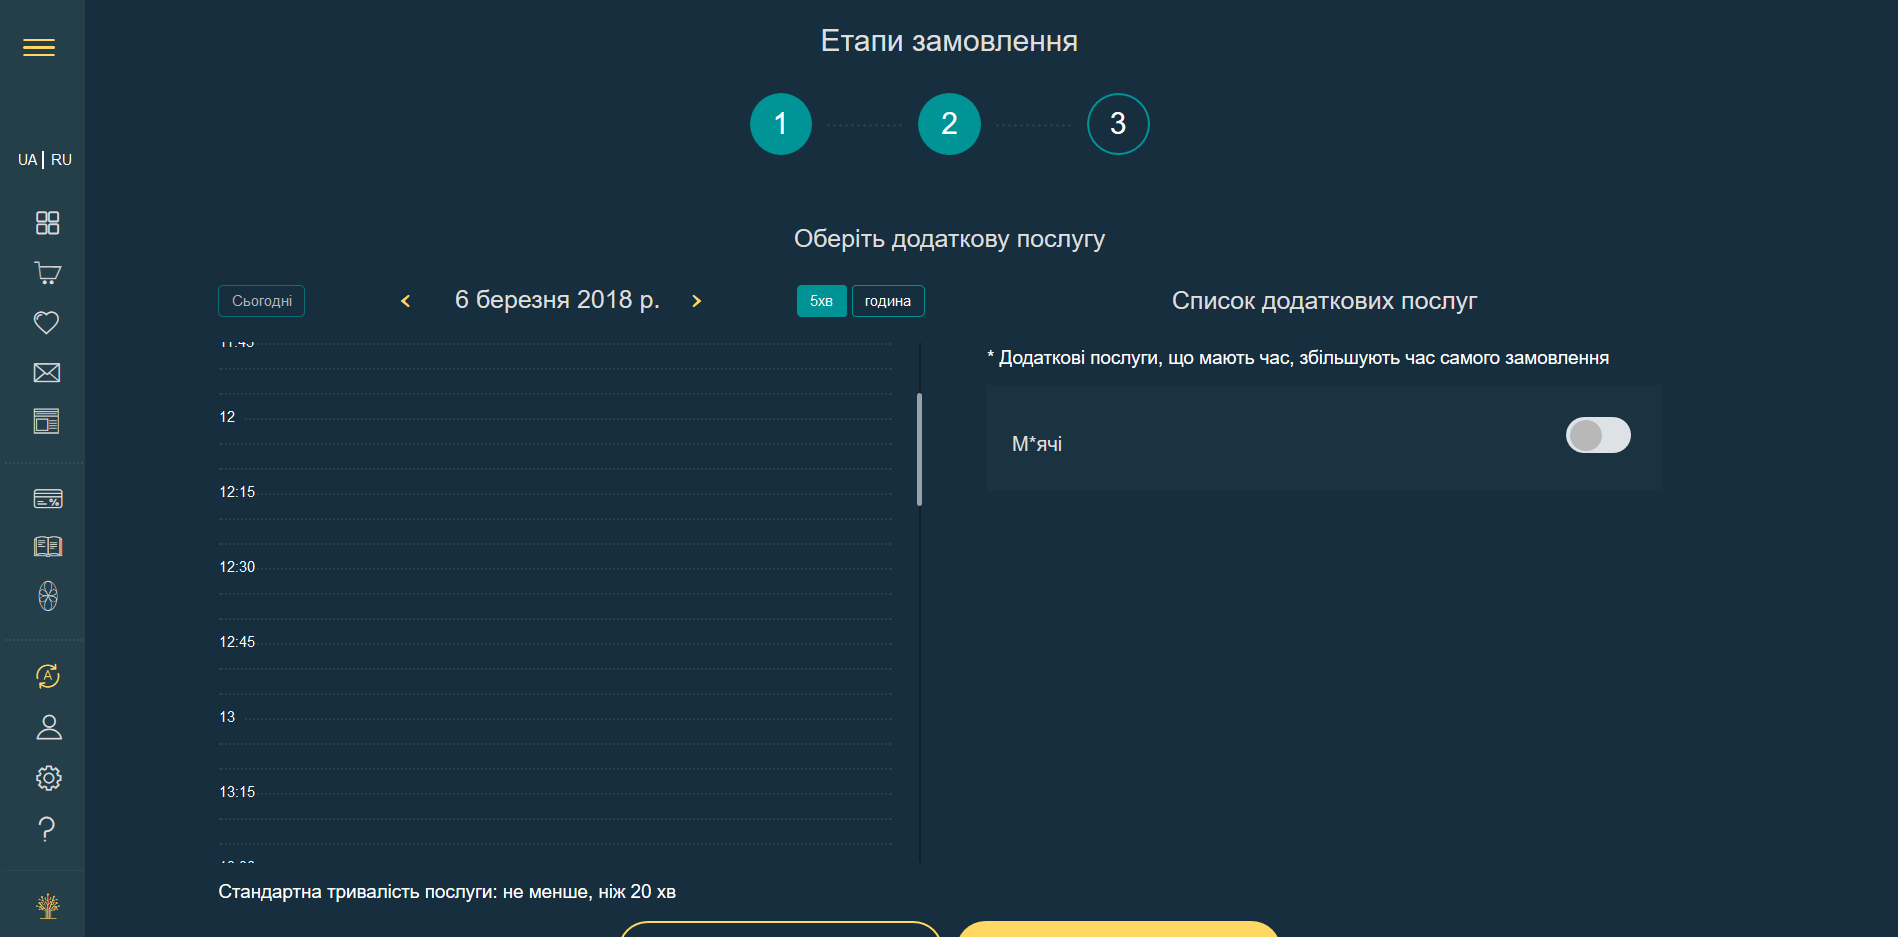 Етапи замовлення
1 2 3
UA | RU
Оберіть додаткову послугу
Сьогодні
6 березня 2018 р.
5хв
година
Список додаткових послуг
* Додаткові послуги, що мають час, збільшують час самого замовлення
М*ячі
11:45
12
12:15
12:30
12:45
13
13:15
Стандартна тривалість послуги: не менше, ніж 20 хв